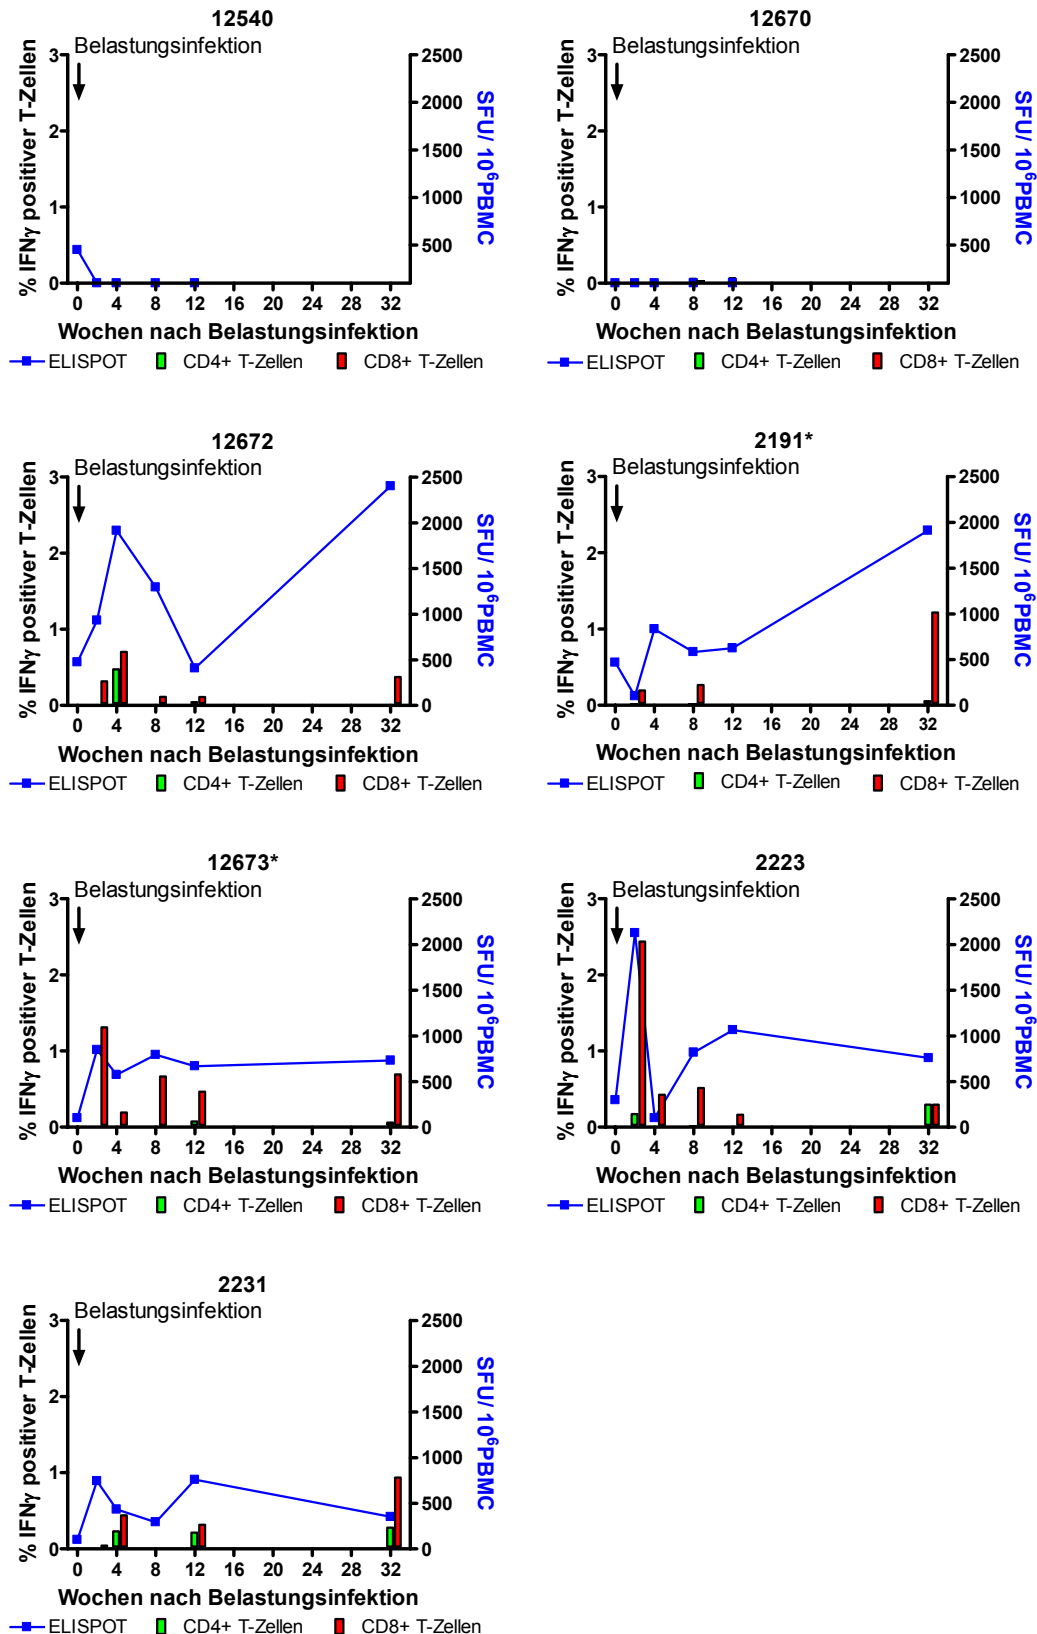 12540
Belastungsinfektion
% IFNγ positiver T-Zellen
3
2
1
0
2500
2000
1500
1000
500
SFU/ 10⁶PBMC
0 4 8 12 16 20 24 28 32
Wochen nach Belastungsinfektion
ELISPOT CD4+ T-Zellen CD8+ T-Zellen
12670
Belastungsinfektion
% IFNγ positiver T-Zellen
3
2
1
0
2500
2000
1500
1000
500
SFU/ 10⁶PBMC
0 4 8 12 16 20 24 28 32
Wochen nach Belastungsinfektion
ELISPOT CD4+ T-Zellen CD8+ T-Zellen
12672
Belastungsinfektion
% IFNγ positiver T-Zellen
3
2
1
0
2500
2000
1500
1000
500
0
SFU/ 10⁶PBMC
0 4 8 12 16 20 24 28 32
Wochen nach Belastungsinfektion
ELISPOT CD4+ T-Zellen CD8+ T-Zellen
2191*
Belastungsinfektion
% IFNγ positiver T-Zellen
3
2
1
0
2500
2000
1500
1000
500
0
SFU/ 10⁶PBMC
0 4 8 12 16 20 24 28 32
Wochen nach Belastungsinfektion
ELISPOT CD4+ T-Zellen CD8+ T-Zellen
12673*
Belastungsinfektion
% IFNγ positiver T-Zellen
3
2
1
0
2500
2000
1500
1000
500
0
SFU/ 10⁶PBMC
0 4 8 12 16 20 24 28 32
Wochen nach Belastungsinfektion
ELISPOT CD4+ T-Zellen CD8+ T-Zellen
2223
Belastungsinfektion
% IFNγ positiver T-Zellen
3
2
1
0
2500
2000
1500
1000
500
0
SFU/ 10⁶PBMC
0 4 8 12 16 20 24 28 32
Wochen nach Belastungsinfektion
ELISPOT CD4+ T-Zellen CD8+ T-Zellen
2231
Belastungsinfektion
% IFNγ positiver T-Zellen
3
2
1
0
2500
2000
1500
1000
500
0
SFU/ 10⁶PBMC
0 4 8 12 16 20 24 28 32
Wochen nach Belastungsinfektion
ELISPOT CD4+ T-Zellen CD8+ T-Zellen